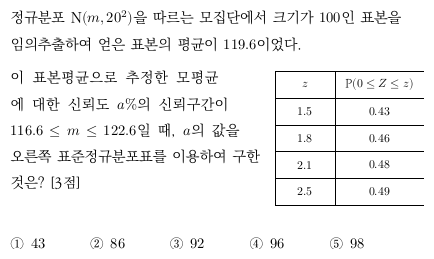 정규분포 N(m, 20²)을 따르는 모집단에서 크기가 100인 표본을
임의추출하여 얻은 표본의 평균이 119.6이었다.
이 표본평균으로 추정한 모평균
에 대한 신뢰도 a%의 신뢰구간이
116.6 ≤ m ≤ 122.6일 때, a의 값을
오른쪽 표준정규분포표를 이용하여 구한
것은? [3점]
z P(0 ≤ Z ≤ z)
1.5 0.43
1.8 0.46
2.1 0.48
2.5 0.49
① 43 ② 86 ③ 92 ④ 96 ⑤ 98